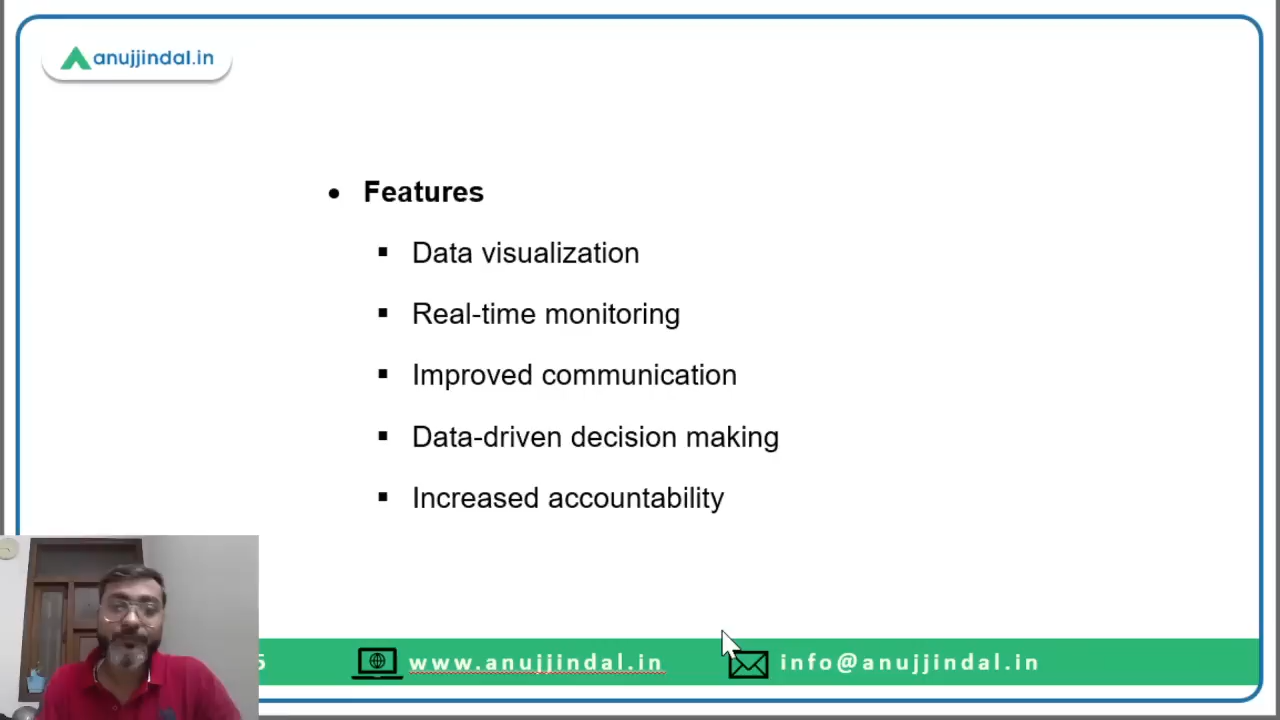 anujjindal.in
Features
Data visualization
Real-time monitoring
Improved communication
Data-driven decision making
Increased accountability
www.anujjindal.in info@anujjindal.in